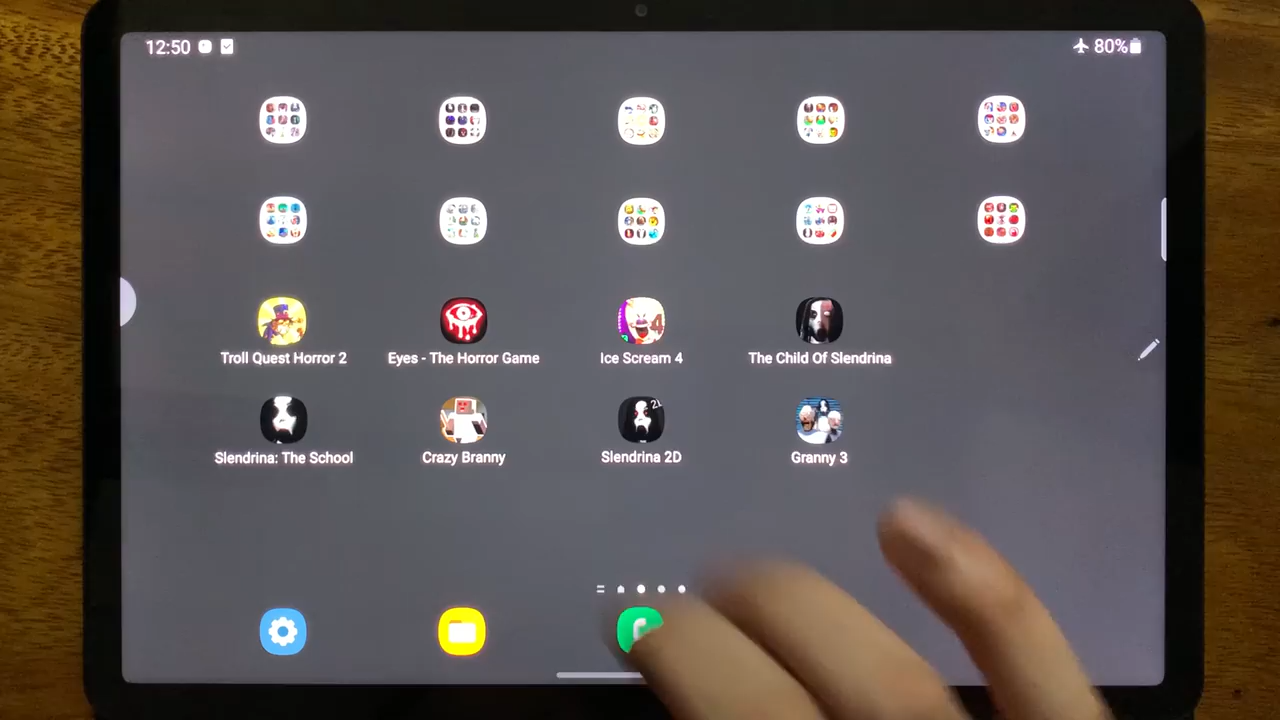 12:50
80%
Troll Quest Horror 2
Eyes - The Horror Game
Ice Scream 4
The Child Of Slendrina
Slendrina: The School
Crazy Branny
Slendrina 2D
Granny 3